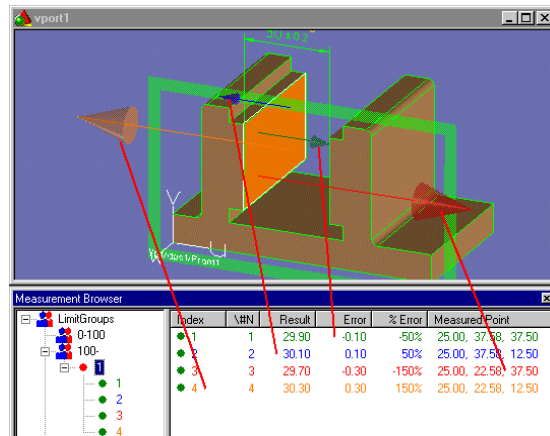 vport1
30 ±0.2
Y
Vport/Front1
Measurement Browser
LimitGroups
0-100
100-
1
1
2
3
4
Index \#N Result Error % Error Measured Point
1 1 29.90 -0.10 -50% 25.00, 37.58, 37.50
2 2 30.10 0.10 50% 25.00, 37.58, 12.50
3 3 29.70 -0.30 -150% 25.00, 22.58, 37.50
4 4 30.30 0.30 150% 25.00, 22.58, 12.50